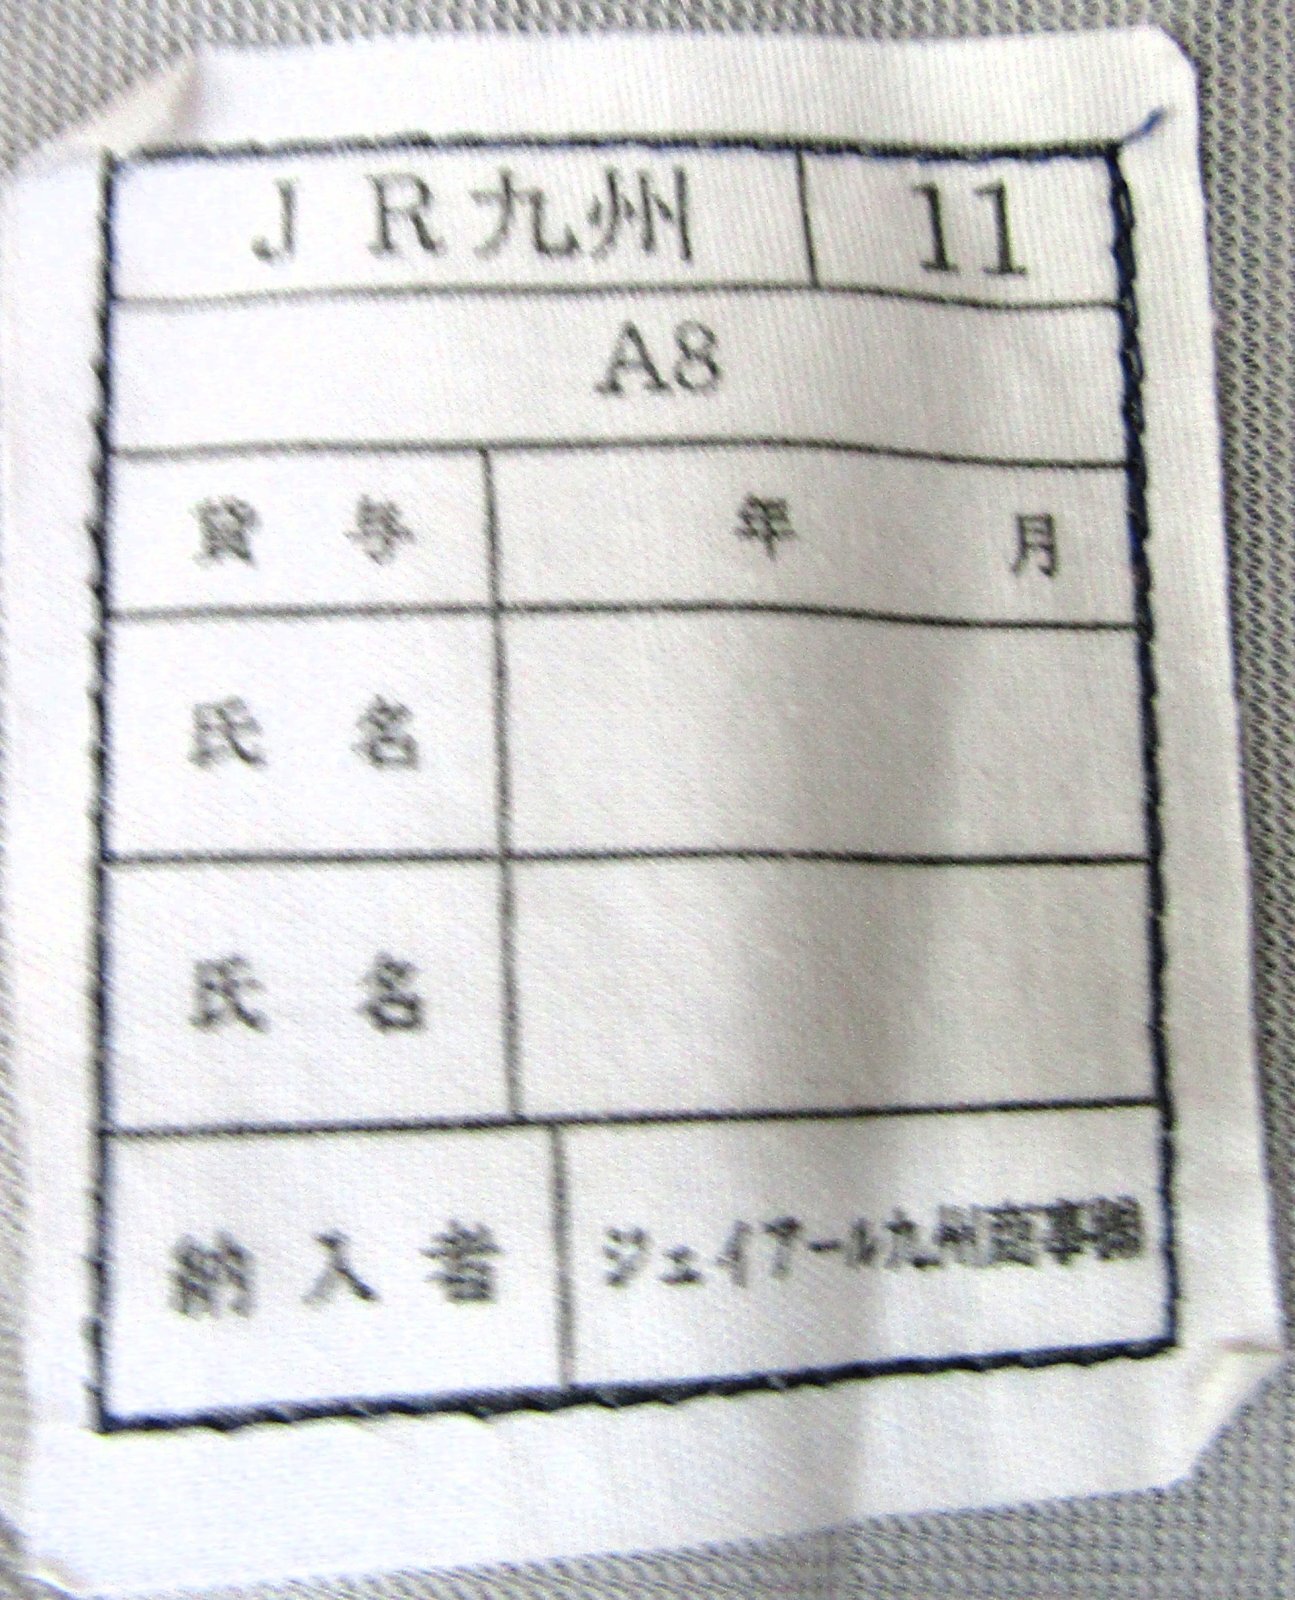 JR九州 11
A8
貸与 年 月
氏名
氏名
納入者 ジェイアール九州商事㈱